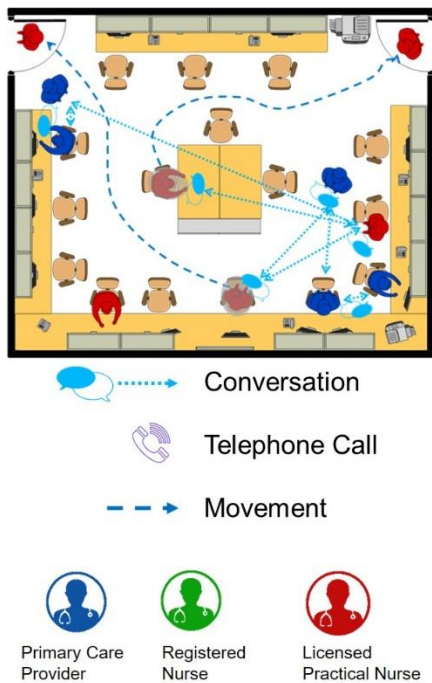 Conversation
Telephone Call
Movement
Primary Care
Provider
Registered
Nurse
Licensed
Practical Nurse